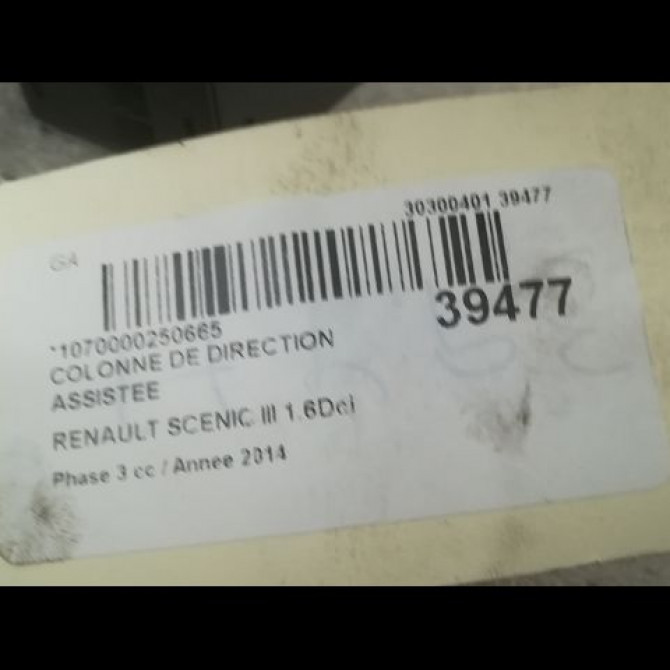 30300401 39477
GA
39477
*1070000250665
COLONNE DE DIRECTION
ASSISTEE
RENAULT SCENIC III 1.6Dci
Phase 3 cc / Annee 2014